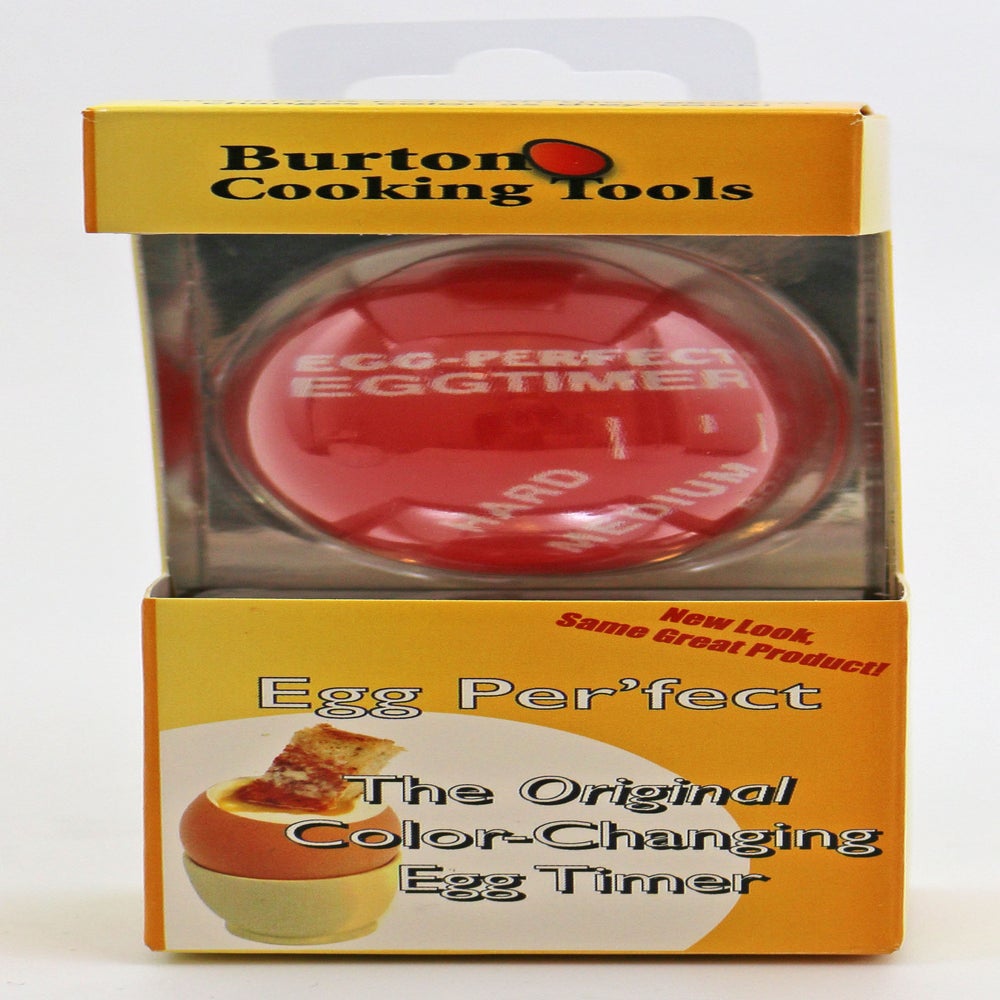 Burton
Cooking Tools
EGG-PERFECT
EGGTIMER
HARD
MEDIUM
New Look,
Same Great Product!
Egg Per'fect
The Original
Color-Changing
Egg Timer